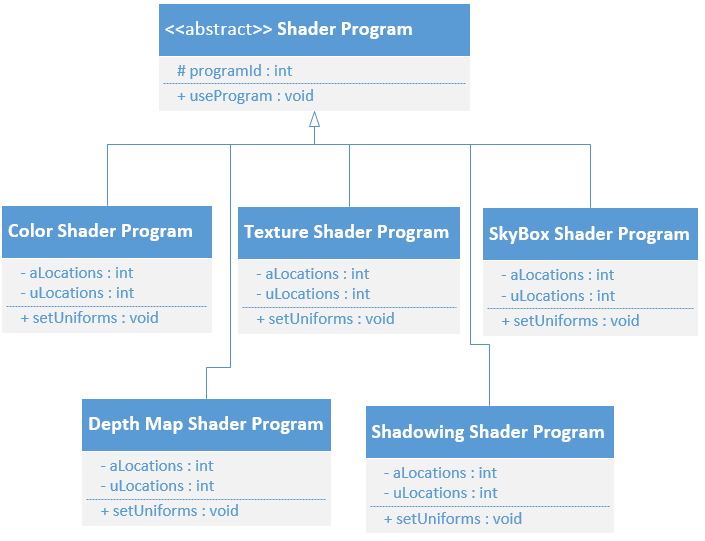 <<abstract>> Shader Program
# programId : int
+ useProgram : void
Color Shader Program
- aLocations : int
- uLocations : int
+ setUniforms : void
Texture Shader Program
- aLocations : int
- uLocations : int
+ setUniforms : void
SkyBox Shader Program
- aLocations : int
- uLocations : int
+ setUniforms : void
Depth Map Shader Program
- aLocations : int
- uLocations : int
+ setUniforms : void
Shadowing Shader Program
- aLocations : int
- uLocations : int
+ setUniforms : void